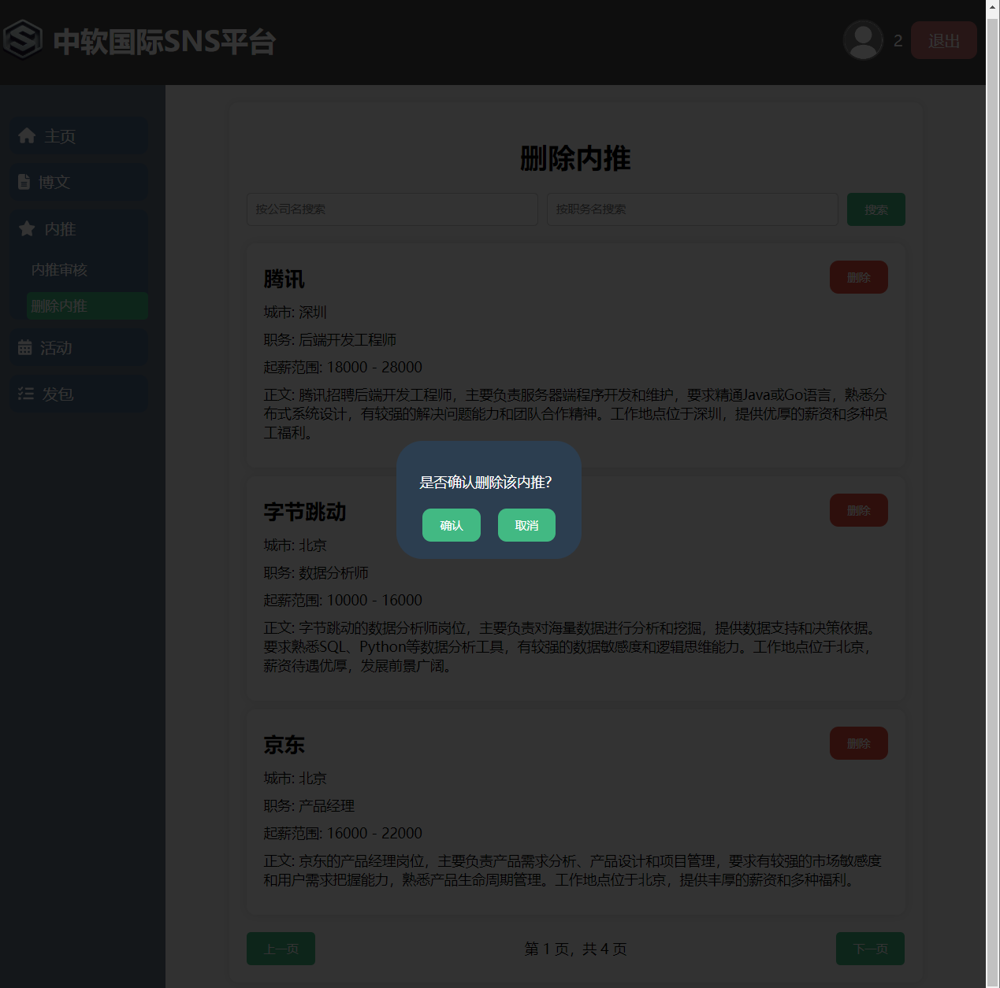 中软国际SNS平台
2
退出
主页
博文
内推
内推审核
删除内推
活动
发包
删除内推
按公司名搜索
按职务名搜索
搜索
腾讯
删除
城市: 深圳
职务: 后端开发工程师
起薪范围: 18000 - 28000
正文: 腾讯招聘后端开发工程师，主要负责服务器端程序开发和维护，要求精通Java或Go语言，熟悉分
布式系统设计，有较强的解决问题能力和团队合作精神。工作地点位于深圳，提供优厚的薪资和多种员
工福利。
是否确认删除该内推?
确认
取消
字节跳动
删除
城市: 北京
职务: 数据分析师
起薪范围: 10000 - 16000
正文: 字节跳动的数据分析师岗位，主要负责对海量数据进行分析和挖掘，提供数据支持和决策依据。
要求熟悉SQL、Python等数据分析工具，有较强的数据敏感度和逻辑思维能力。工作地点位于北京，
薪资待遇优厚，发展前景广阔。
京东
删除
城市: 北京
职务: 产品经理
起薪范围: 16000 - 22000
正文: 京东的产品经理岗位，主要负责产品需求分析、产品设计和项目管理，要求有较强的市场敏感度
和用户需求把握能力，熟悉产品生命周期管理。工作地点位于北京，提供丰厚的薪资和多种福利。
上一页
第 1 页，共 4 页
下一页